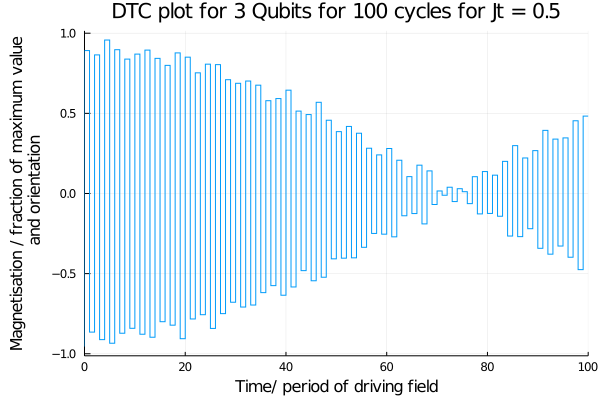 DTC plot for 3 Qubits for 100 cycles for Jt = 0.5
Magnetisation / fraction of maximum value
and orientation
1.0
0.5
0.0
−0.5
−1.0
0
20
40
60
80
100
Time/ period of driving field